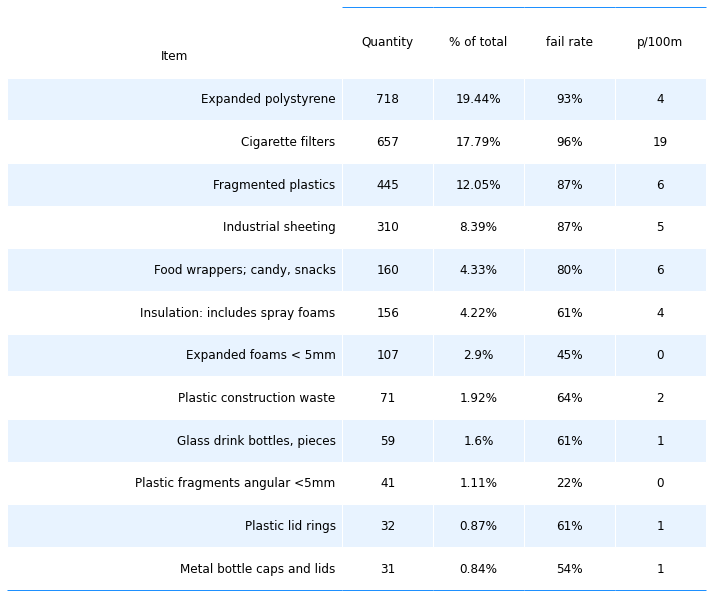 Item Quantity % of total fail rate p/100m
Expanded polystyrene 718 19.44% 93% 4
Cigarette filters 657 17.79% 96% 19
Fragmented plastics 445 12.05% 87% 6
Industrial sheeting 310 8.39% 87% 5
Food wrappers; candy, snacks 160 4.33% 80% 6
Insulation: includes spray foams 156 4.22% 61% 4
Expanded foams < 5mm 107 2.9% 45% 0
Plastic construction waste 71 1.92% 64% 2
Glass drink bottles, pieces 59 1.6% 61% 1
Plastic fragments angular <5mm 41 1.11% 22% 0
Plastic lid rings 32 0.87% 61% 1
Metal bottle caps and lids 31 0.84% 54% 1